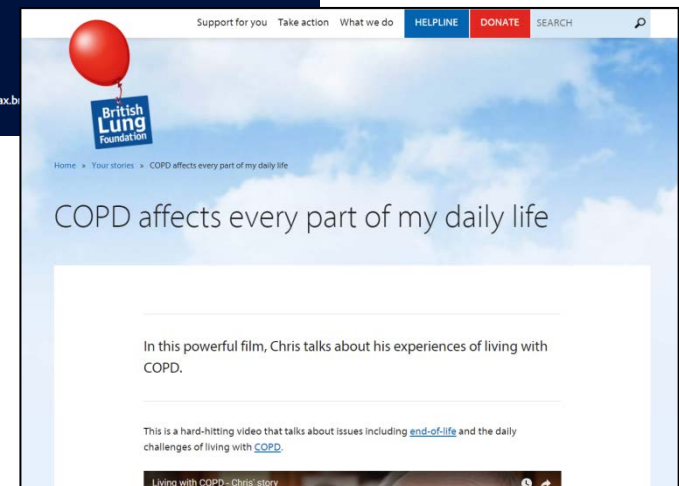 Support for you Take action What we do HELPLINE DONATE SEARCH
ax.b
British
Lung
Foundation
Home » Your stories » COPD affects every part of my daily life
COPD affects every part of my daily life
In this powerful film, Chris talks about his experiences of living with
COPD.
This is a hard-hitting video that talks about issues including end-of-life and the daily
challenges of living with COPD.
Living with COPD - Chris' story